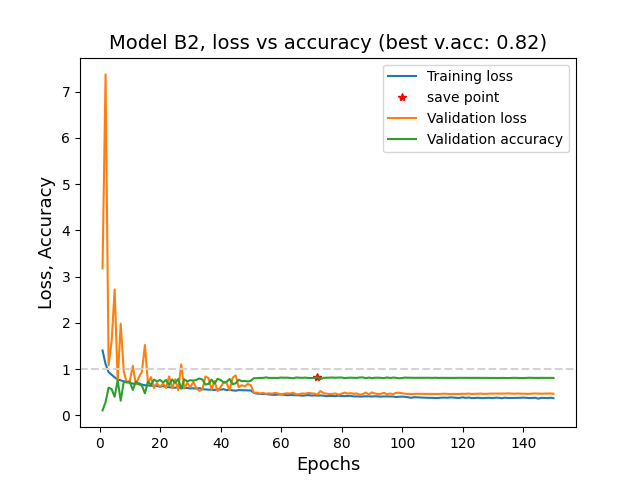 Model B2, loss vs accuracy (best v.acc: 0.82)
Training loss
save point
Validation loss
Validation accuracy
Loss, Accuracy
7
6
5
4
3
2
1
0
0 20 40 60 80 100 120 140
Epochs